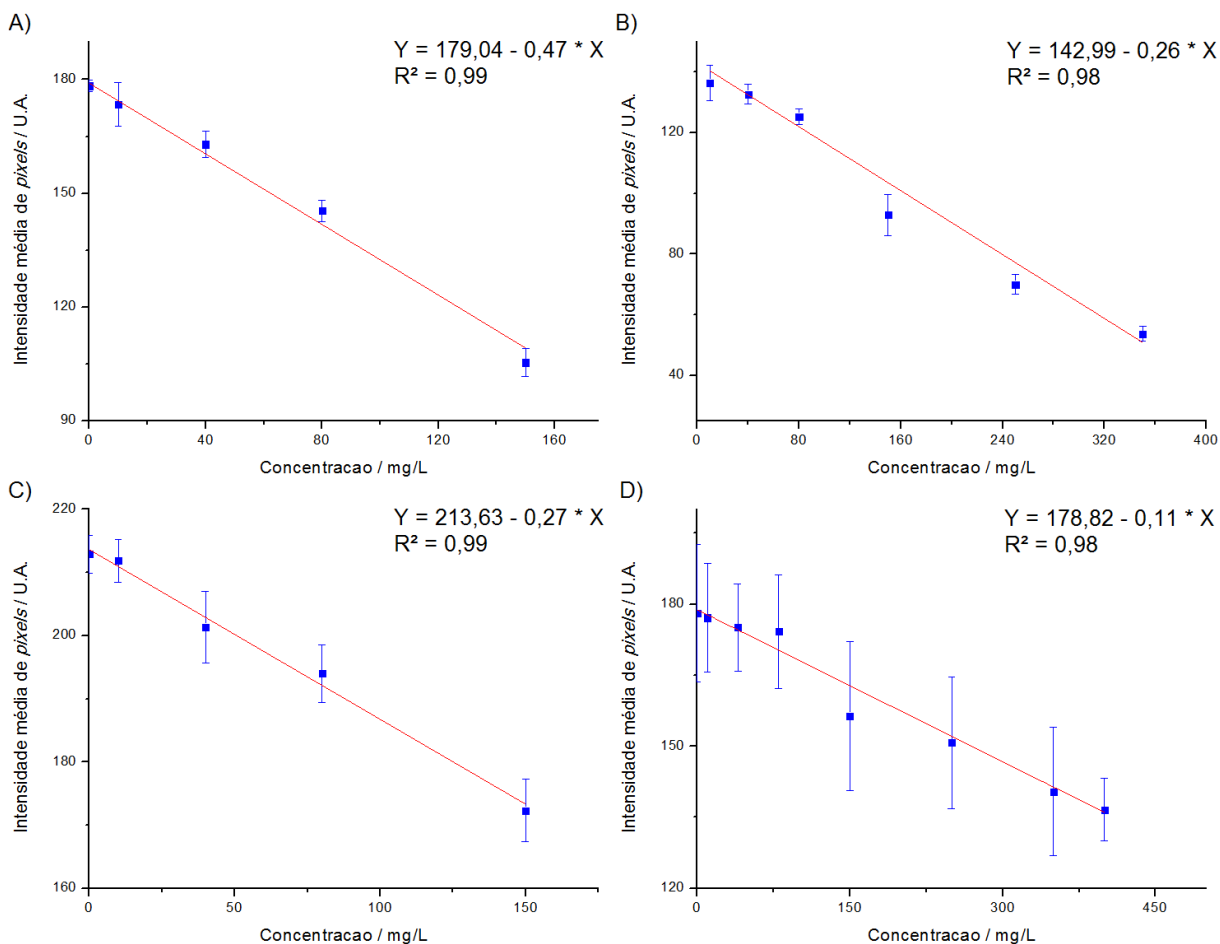 A)
Y = 179,04 - 0,47 * X
R² = 0,99
Intensidade média de pixels / U.A.
180
150
120
90
0 40 80 120 160
Concentracao / mg/L
B)
Y = 142,99 - 0,26 * X
R² = 0,98
Intensidade média de pixels / U.A.
120
80
40
0 80 160 240 320 400
Concentracao / mg/L
C)
Y = 213,63 - 0,27 * X
R² = 0,99
Intensidade média de pixels / U.A.
220
200
180
160
0 50 100 150
Concentracao / mg/L
D)
Y = 178,82 - 0,11 * X
R² = 0,98
Intensidade média de pixels / U.A.
180
150
120
0 150 300 450
Concentracao / mg/L